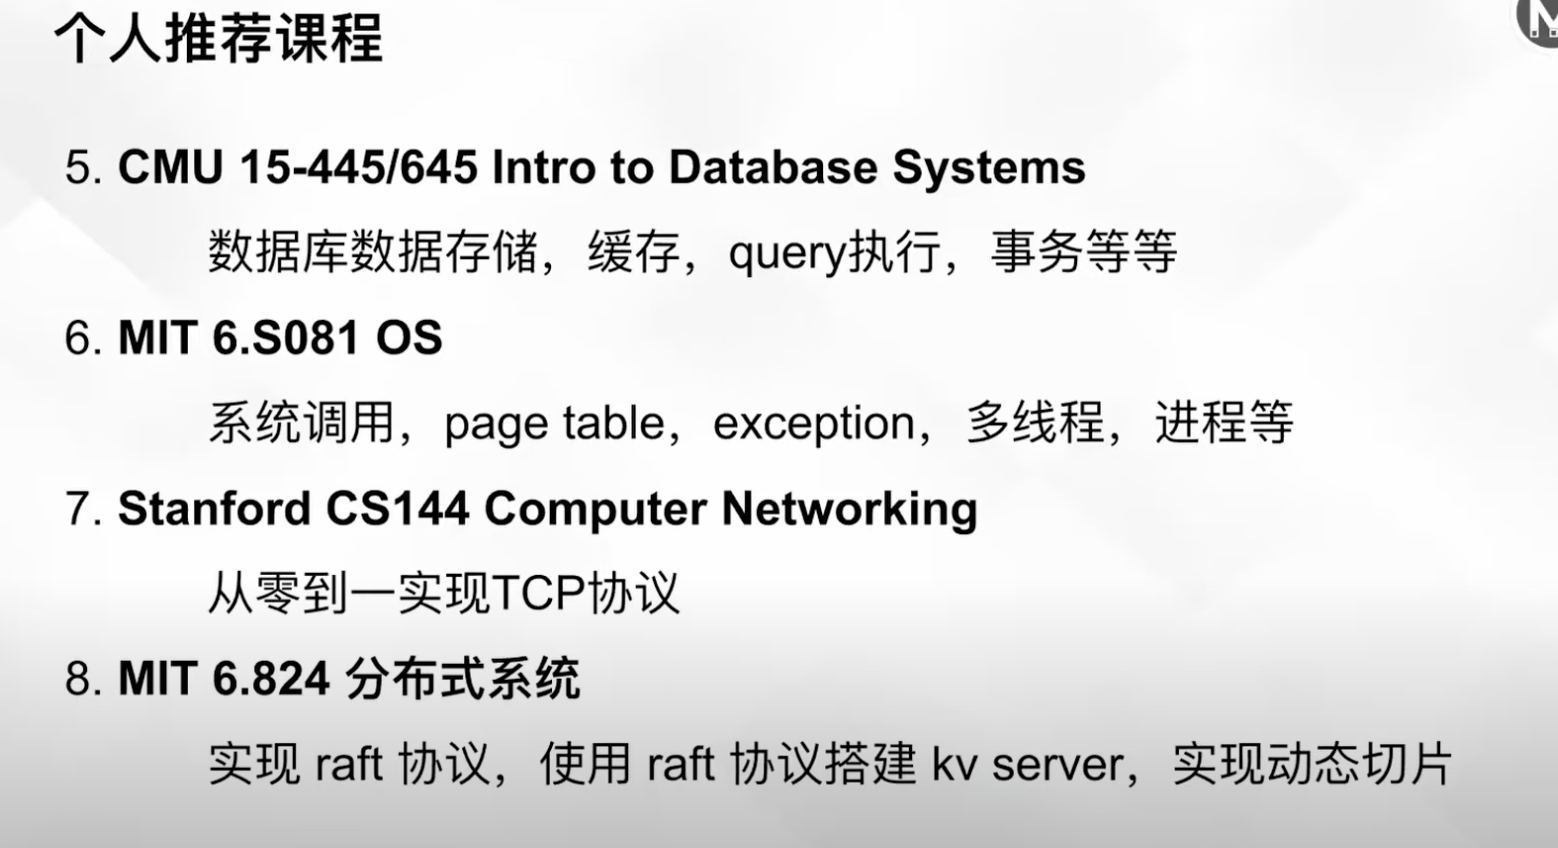 个人推荐课程
5. CMU 15-445/645 Intro to Database Systems
数据库数据存储，缓存，query执行，事务等等
6. MIT 6.S081 OS
系统调用，page table，exception，多线程，进程等
7. Stanford CS144 Computer Networking
从零到一实现TCP协议
8. MIT 6.824 分布式系统
实现 raft 协议，使用 raft 协议搭建 kv server，实现动态切片